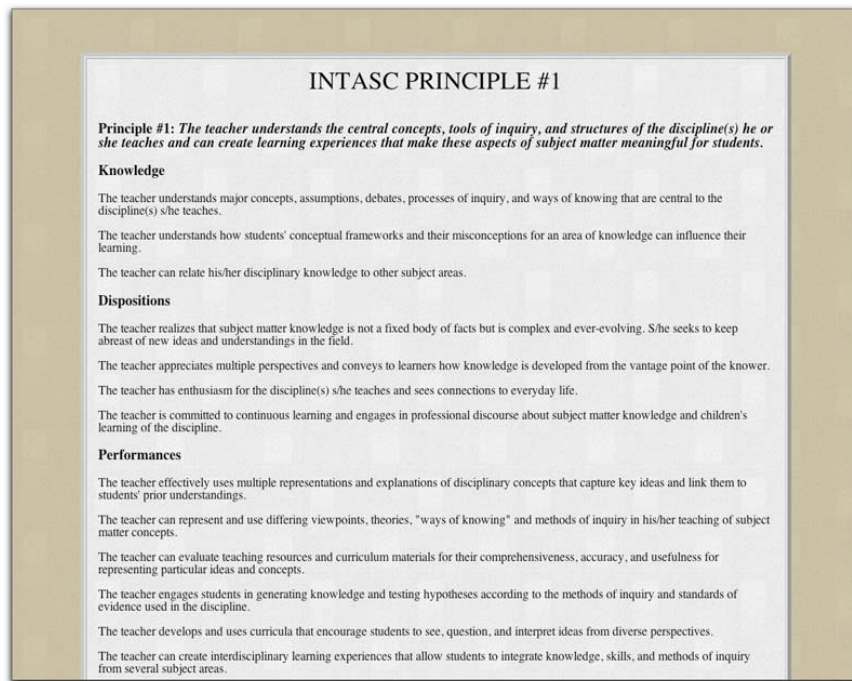 INTASC PRINCIPLE #1
Principle #1: The teacher understands the central concepts, tools of inquiry, and structures of the discipline(s) he or
she teaches and can create learning experiences that make these aspects of subject matter meaningful for students.
Knowledge
The teacher understands major concepts, assumptions, debates, processes of inquiry, and ways of knowing that are central to the
discipline(s) s/he teaches.
The teacher understands how students' conceptual frameworks and their misconceptions for an area of knowledge can influence their
learning.
The teacher can relate his/her disciplinary knowledge to other subject areas.
Dispositions
The teacher realizes that subject matter knowledge is not a fixed body of facts but is complex and ever-evolving. S/he seeks to keep
abreast of new ideas and understandings in the field.
The teacher appreciates multiple perspectives and conveys to learners how knowledge is developed from the vantage point of the knower.
The teacher has enthusiasm for the discipline(s) s/he teaches and sees connections to everyday life.
The teacher is committed to continuous learning and engages in professional discourse about subject matter knowledge and children's
learning of the discipline.
Performances
The teacher effectively uses multiple representations and explanations of disciplinary concepts that capture key ideas and link them to
students' prior understandings.
The teacher can represent and use differing viewpoints, theories, "ways of knowing" and methods of inquiry in his/her teaching of subject
matter concepts.
The teacher can evaluate teaching resources and curriculum materials for their comprehensiveness, accuracy, and usefulness for
representing particular ideas and concepts.
The teacher engages students in generating knowledge and testing hypotheses according to the methods of inquiry and standards of
evidence used in the discipline.
The teacher develops and uses curricula that encourage students to see, question, and interpret ideas from diverse perspectives.
The teacher can create interdisciplinary learning experiences that allow students to integrate knowledge, skills, and methods of inquiry
from several subject areas.